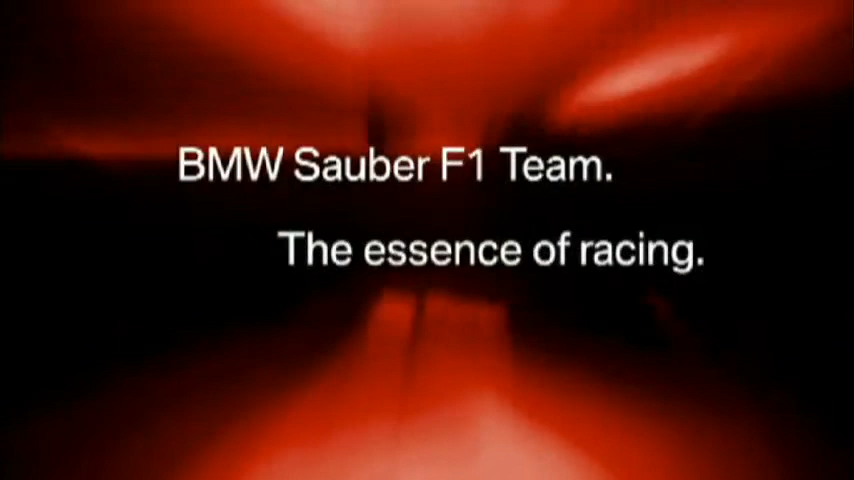 BMW Sauber F1 Team.
The essence of racing.